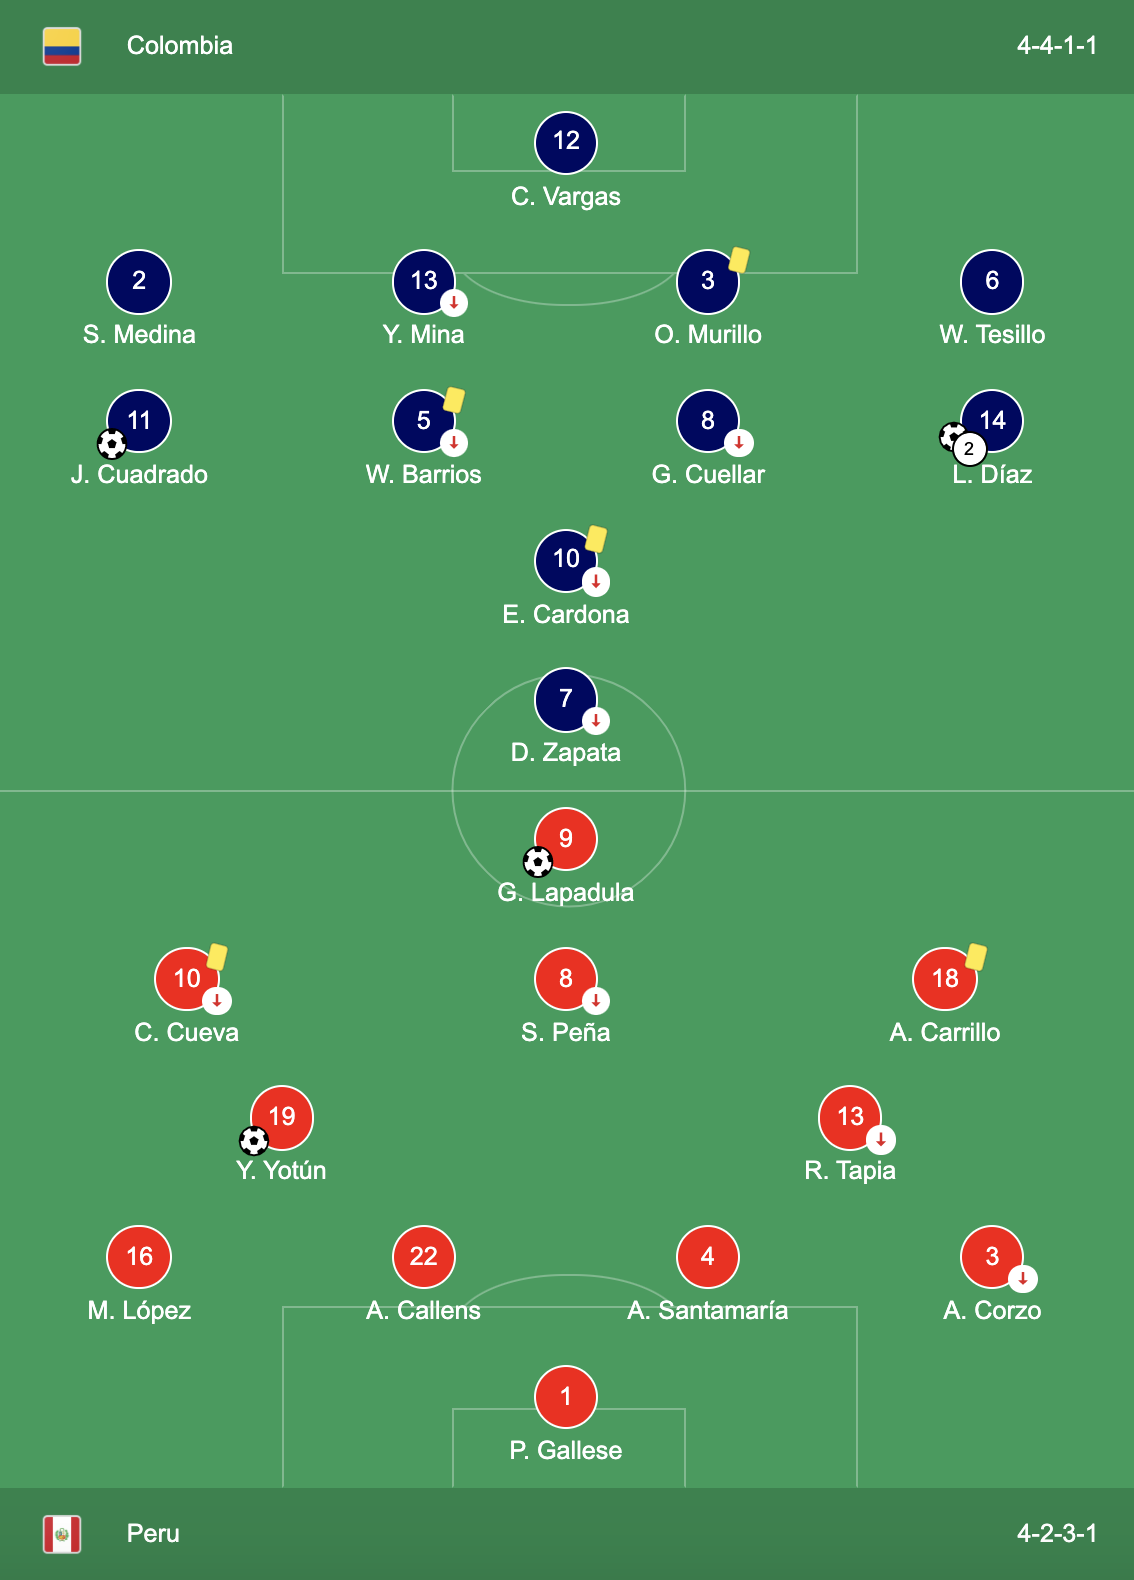 Colombia 4-4-1-1
12
C. Vargas
2 13 3 6
S. Medina Y. Mina O. Murillo W. Tesillo
11 5 8 14
2
J. Cuadrado W. Barrios G. Cuellar L. Díaz
10
E. Cardona
7
D. Zapata
9
G. Lapadula
10 8 18
C. Cueva S. Peña A. Carrillo
19 13
Y. Yotún R. Tapia
16 22 4 3
M. López A. Callens A. Santamaría A. Corzo
1
P. Gallese
Peru 4-2-3-1